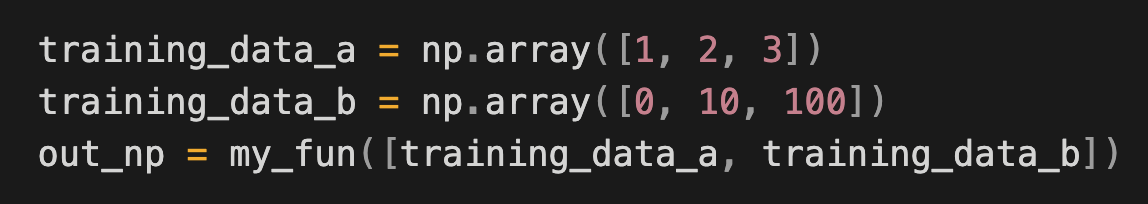 training_data_a = np.array([1, 2, 3])
training_data_b = np.array([0, 10, 100])
out_np = my_fun([training_data_a, training_data_b])